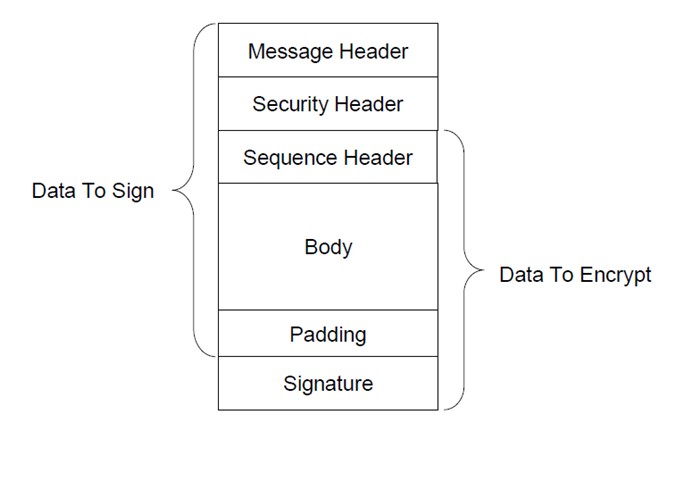 Message Header
Security Header
Sequence Header
Data To Sign
Body
Data To Encrypt
Padding
Signature